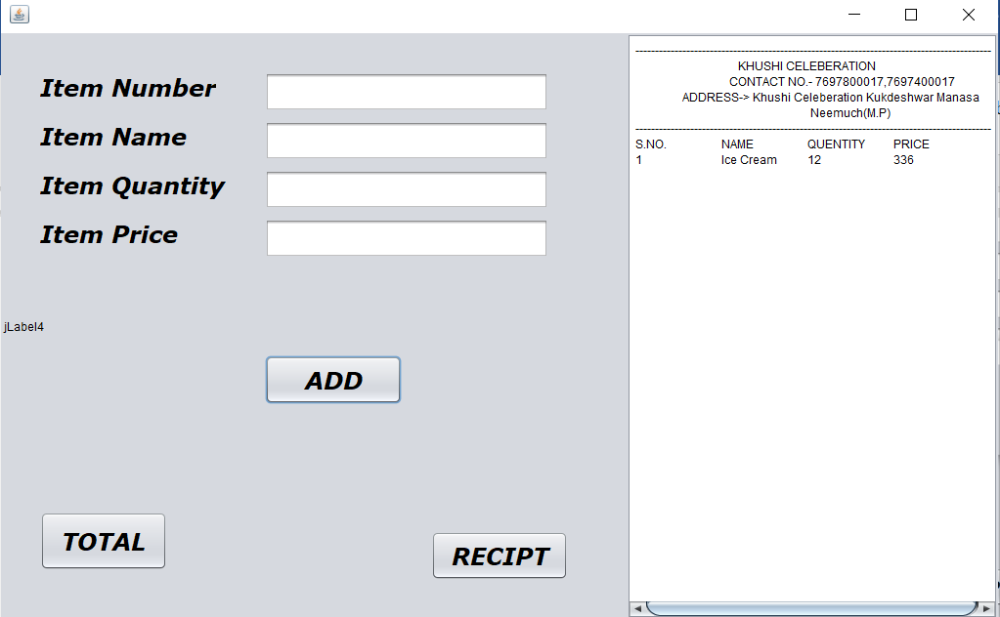 Item Number
Item Name
Item Quantity
Item Price
jLabel4
ADD
TOTAL
RECIPT
----------------------------------------------------------------------------------------
KHUSHI CELEBERATION
CONTACT NO.- 7697800017,7697400017
ADDRESS-> Khushi Celeberation Kukdeshwar Manasa
Neemuch(M.P)
----------------------------------------------------------------------------------------
S.NO. NAME QUENTITY PRICE
1 Ice Cream 12 336